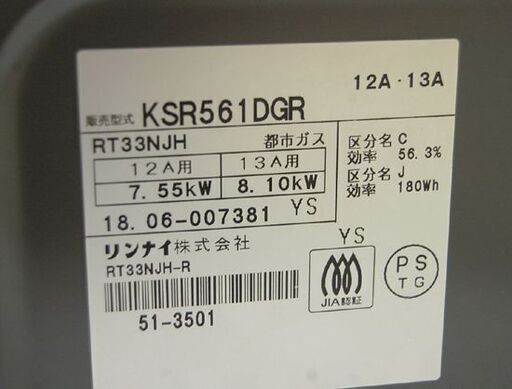 12A・13A
販売型式 KSR561DGR
RT33NJH 都市ガス
12A用 13A用
7.55kW 8.10kW
区分名 C
効率 56.3%
区分名 J
効率 180Wh
18.06-007381 YS
リンナイ株式会社
RT33NJH-R
YS
JIA認証
PS
TG
51-3501